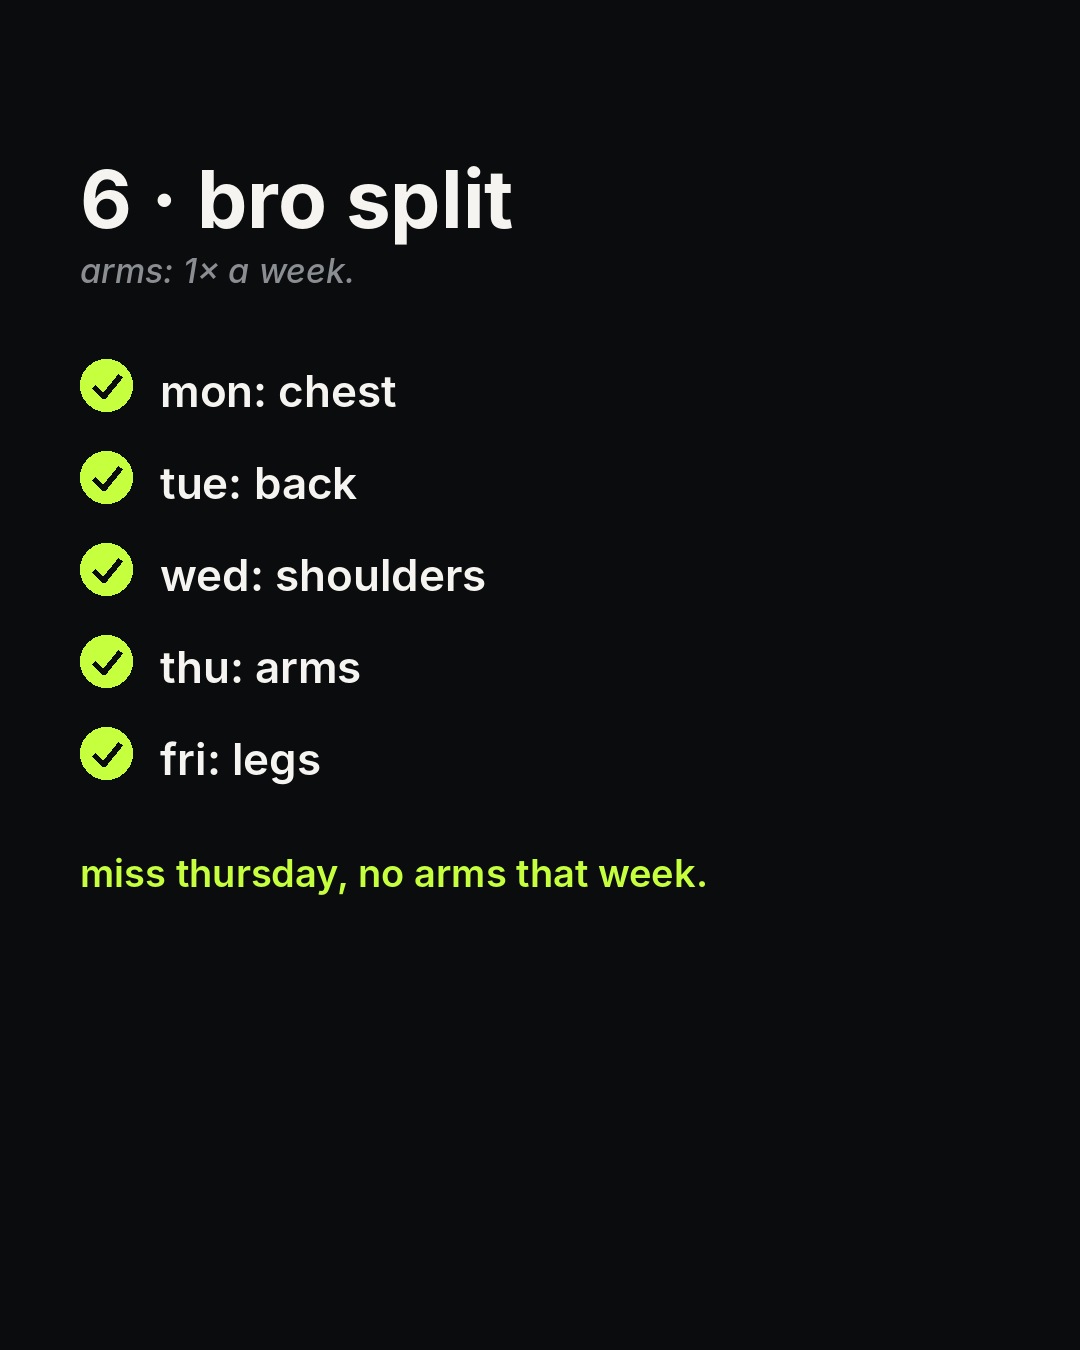 6 · bro split
arms: 1× a week.
mon: chest
tue: back
wed: shoulders
thu: arms
fri: legs
miss thursday, no arms that week.